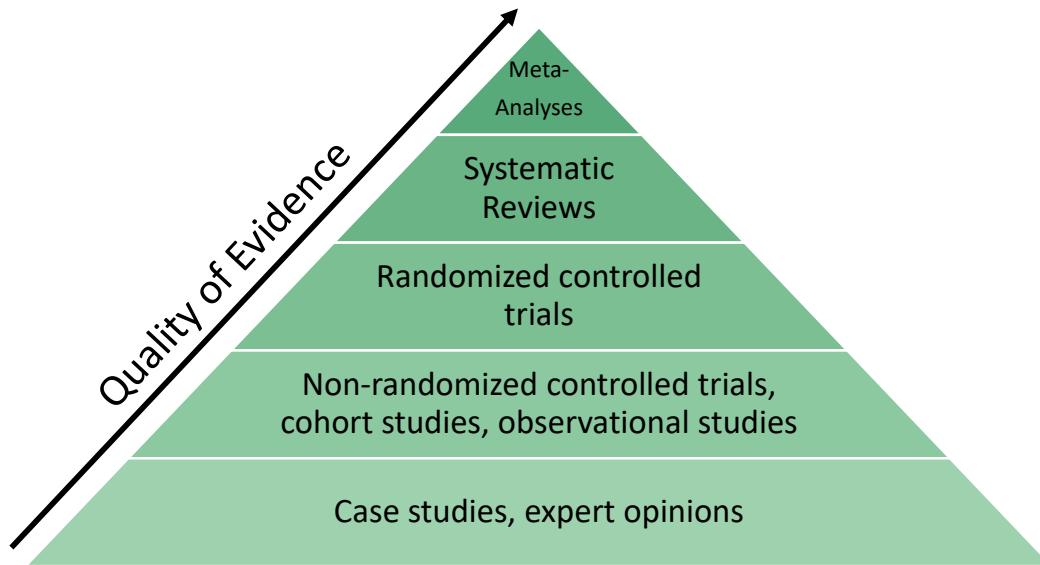 Quality of Evidence
Meta-
Analyses
Systematic
Reviews
Randomized controlled
trials
Non-randomized controlled trials,
cohort studies, observational studies
Case studies, expert opinions